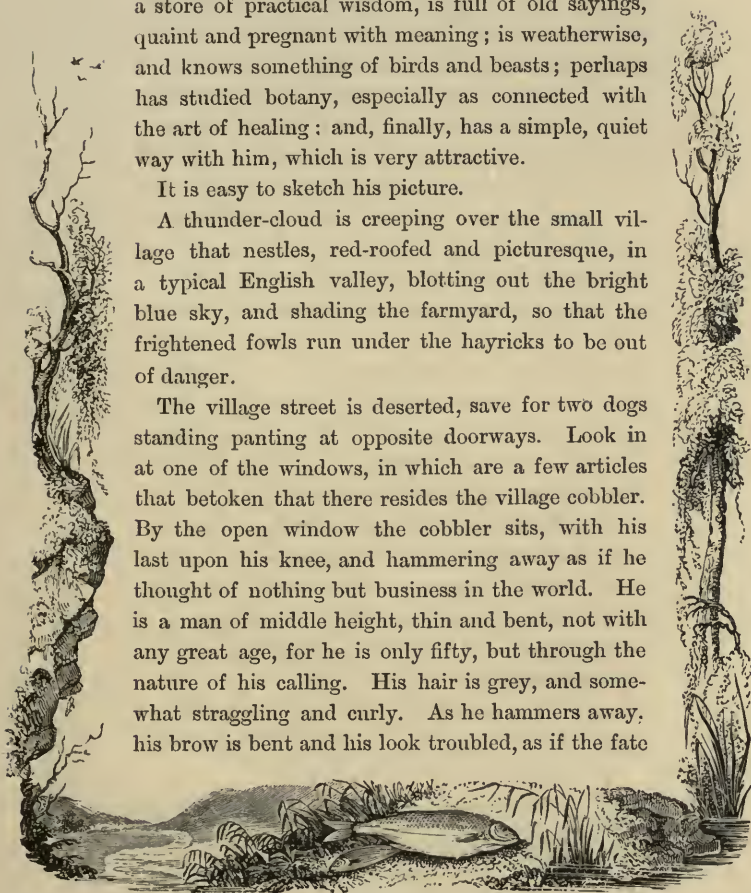 a store of practical wisdom, is full of old sayings,
quaint and pregnant with meaning; is weatherwise,
and knows something of birds and beasts; perhaps
has studied botany, especially as connected with
the art of healing: and, finally, has a simple, quiet
way with him, which is very attractive.
It is easy to sketch his picture.
A thunder-cloud is creeping over the small vil-
lage that nestles, red-roofed and picturesque, in
a typical English valley, blotting out the bright
blue sky, and shading the farmyard, so that the
frightened fowls run under the hayricks to be out
of danger.
The village street is deserted, save for two dogs
standing panting at opposite doorways. Look in
at one of the windows, in which are a few articles
that betoken that there resides the village cobbler.
By the open window the cobbler sits, with his
last upon his knee, and hammering away as if he
thought of nothing but business in the world. He
is a man of middle height, thin and bent, not with
any great age, for he is only fifty, but through the
nature of his calling. His hair is grey, and some-
what straggling and curly. As he hammers away,
his brow is bent and his look troubled, as if the fate